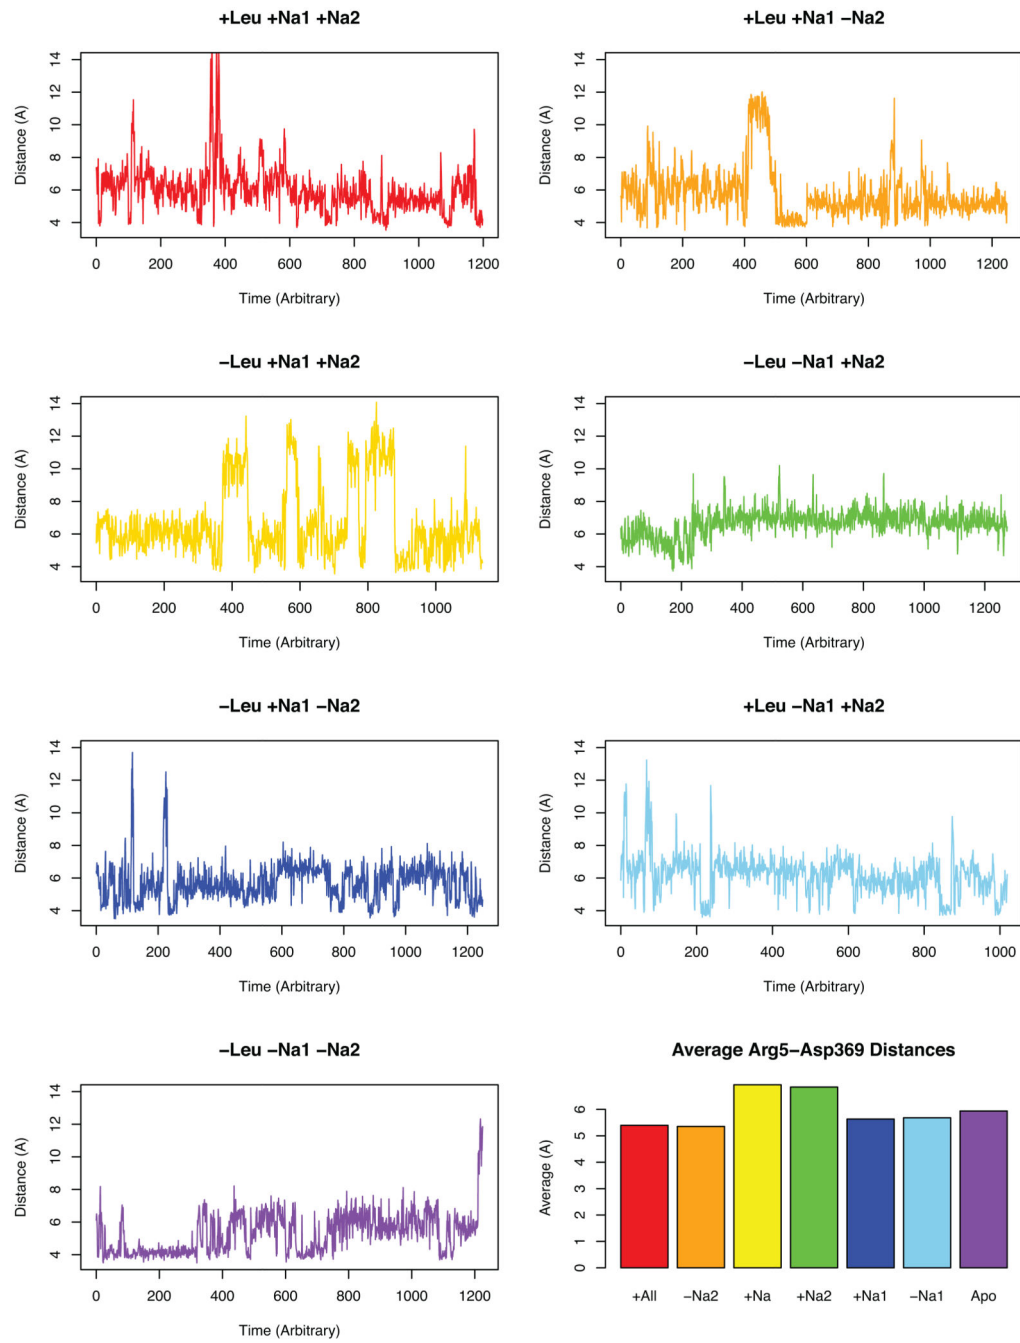 +Leu +Na1 +Na2
Distance (A)
14
12
10
8
6
4
0 200 400 600 800 1000 1200
Time (Arbitrary)
+Leu +Na1 −Na2
Distance (A)
14
12
10
8
6
4
0 200 400 600 800 1000 1200
Time (Arbitrary)
−Leu +Na1 +Na2
Distance (A)
14
12
10
8
6
4
0 200 400 600 800 1000
Time (Arbitrary)
−Leu −Na1 +Na2
Distance (A)
14
12
10
8
6
4
0 200 400 600 800 1000 1200
Time (Arbitrary)
−Leu +Na1 −Na2
Distance (A)
14
12
10
8
6
4
0 200 400 600 800 1000 1200
Time (Arbitrary)
+Leu −Na1 +Na2
Distance (A)
14
12
10
8
6
4
0 200 400 600 800 1000
Time (Arbitrary)
−Leu −Na1 −Na2
Distance (A)
14
12
10
8
6
4
0 200 400 600 800 1000 1200
Time (Arbitrary)
Average Arg5−Asp369 Distances
Average (A)
6
5
4
3
2
1
0
+All −Na2 +Na +Na2 +Na1 −Na1 Apo